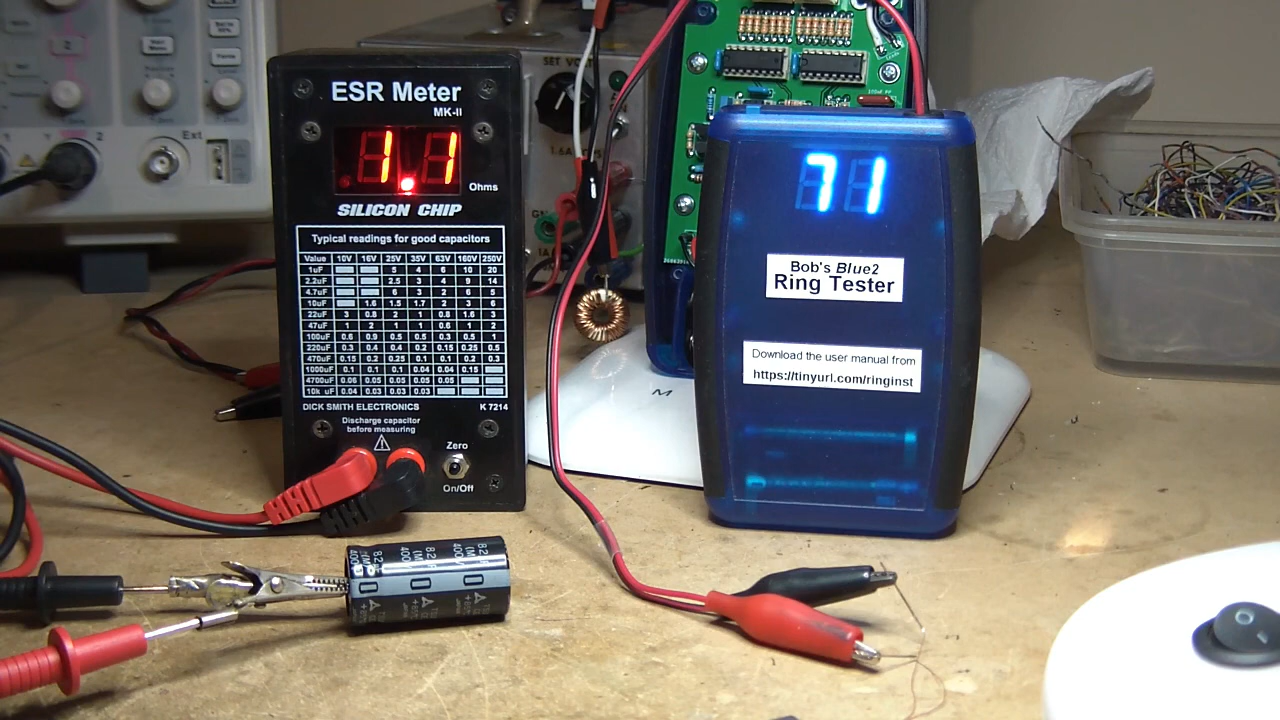 Ext
SET VOLT
1.6A
ESR Meter
MK-II
1.1
Ohms
SILICON CHIP
Typical readings for good capacitors
Value 10V 16V 25V 35V 63V 160V 250V
1uF 5 4 6 10 20
2.2uF 2.5 3 4 9 14
4.7uF 6 3 2 6 5
10uF 1.6 1.5 1.7 2 3 6
22uF 3 0.8 2 1 0.8 1.6 3
47uF 1 2 1 1 0.6 1 2
100uF 0.6 0.9 0.5 0.5 0.3 0.5 1
220uF 0.3 0.4 0.4 0.2 0.15 0.25 0.5
470uF 0.15 0.2 0.25 0.1 0.1 0.2 0.3
1000uF 0.1 0.1 0.1 0.04 0.04 0.15
4700uF 0.06 0.05 0.05 0.05 0.05
10k uF 0.04 0.03 0.03 0.03
DICK SMITH ELECTRONICS K 7214
Discharge capacitor
before measuring
Zero
On/Off
71
Bob's Blue2
Ring Tester
Download the user manual from
https://tinyurl.com/ringinst
M